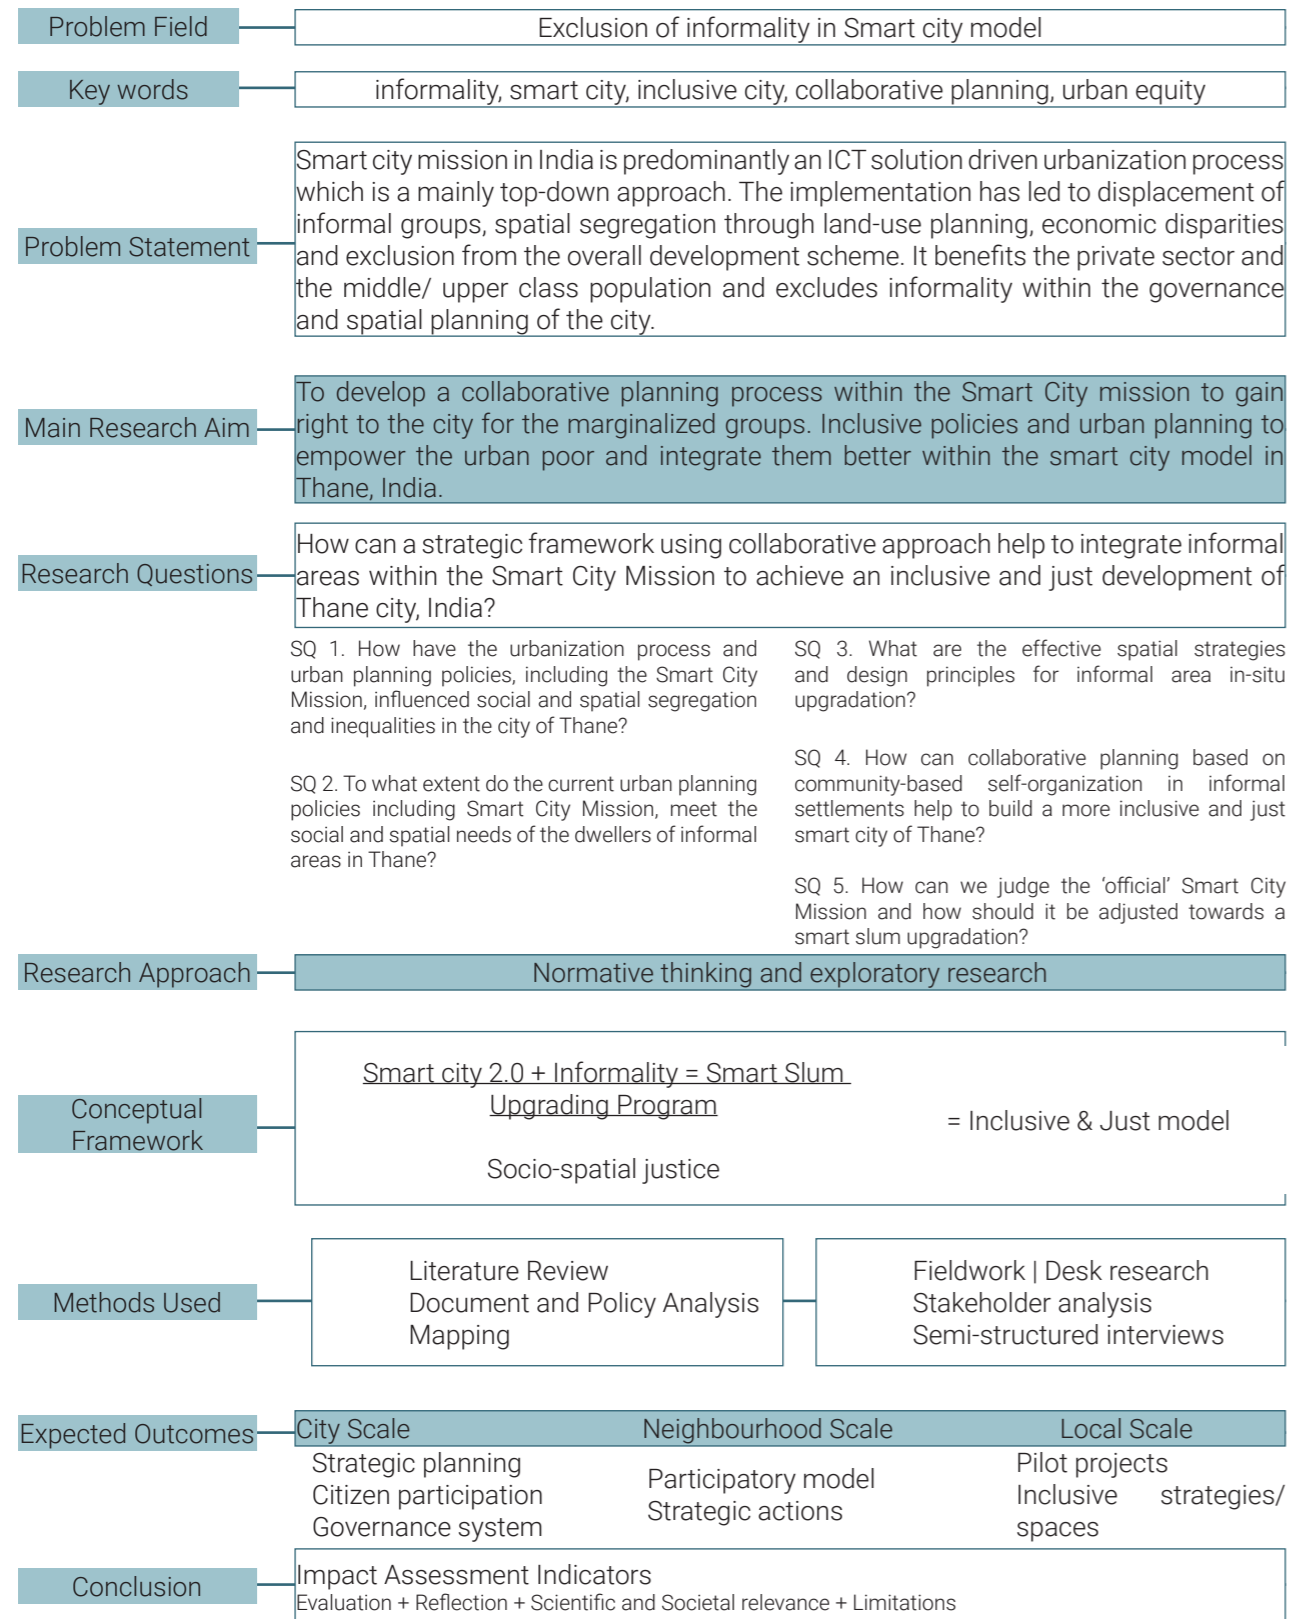 Problem Field
Exclusion of informality in Smart city model
Key words
informality, smart city, inclusive city, collaborative planning, urban equity
Problem Statement
Smart city mission in India is predominantly an ICT solution driven urbanization process
which is a mainly top-down approach. The implementation has led to displacement of
informal groups, spatial segregation through land-use planning, economic disparities
and exclusion from the overall development scheme. It benefits the private sector and
the middle/ upper class population and excludes informality within the governance
and spatial planning of the city.
Main Research Aim
To develop a collaborative planning process within the Smart City mission to gain
right to the city for the marginalized groups. Inclusive policies and urban planning to
empower the urban poor and integrate them better within the smart city model in
Thane, India.
Research Questions
How can a strategic framework using collaborative approach help to integrate informal
areas within the Smart City Mission to achieve an inclusive and just development of
Thane city, India?
SQ 1. How have the urbanization process and
urban planning policies, including the Smart City
Mission, influenced social and spatial segregation
and inequalities in the city of Thane?
SQ 2. To what extent do the current urban planning
policies including Smart City Mission, meet the
social and spatial needs of the dwellers of informal
areas in Thane?
SQ 3. What are the effective spatial strategies
and design principles for informal area in-situ
upgradation?
SQ 4. How can collaborative planning based on
community-based self-organization in informal
settlements help to build a more inclusive and just
smart city of Thane?
SQ 5. How can we judge the ‘official’ Smart City
Mission and how should it be adjusted towards a
smart slum upgradation?
Research Approach
Normative thinking and exploratory research
Conceptual
Framework
Smart city 2.0 + Informality = Smart Slum
Upgrading Program
Socio-spatial justice
= Inclusive & Just model
Methods Used
Literature Review
Document and Policy Analysis
Mapping
Fieldwork | Desk research
Stakeholder analysis
Semi-structured interviews
Expected Outcomes
City Scale
Strategic planning
Citizen participation
Governance system
Neighbourhood Scale
Participatory model
Strategic actions
Local Scale
Pilot projects
Inclusive strategies/
spaces
Conclusion
Impact Assessment Indicators
Evaluation + Reflection + Scientific and Societal relevance + Limitations